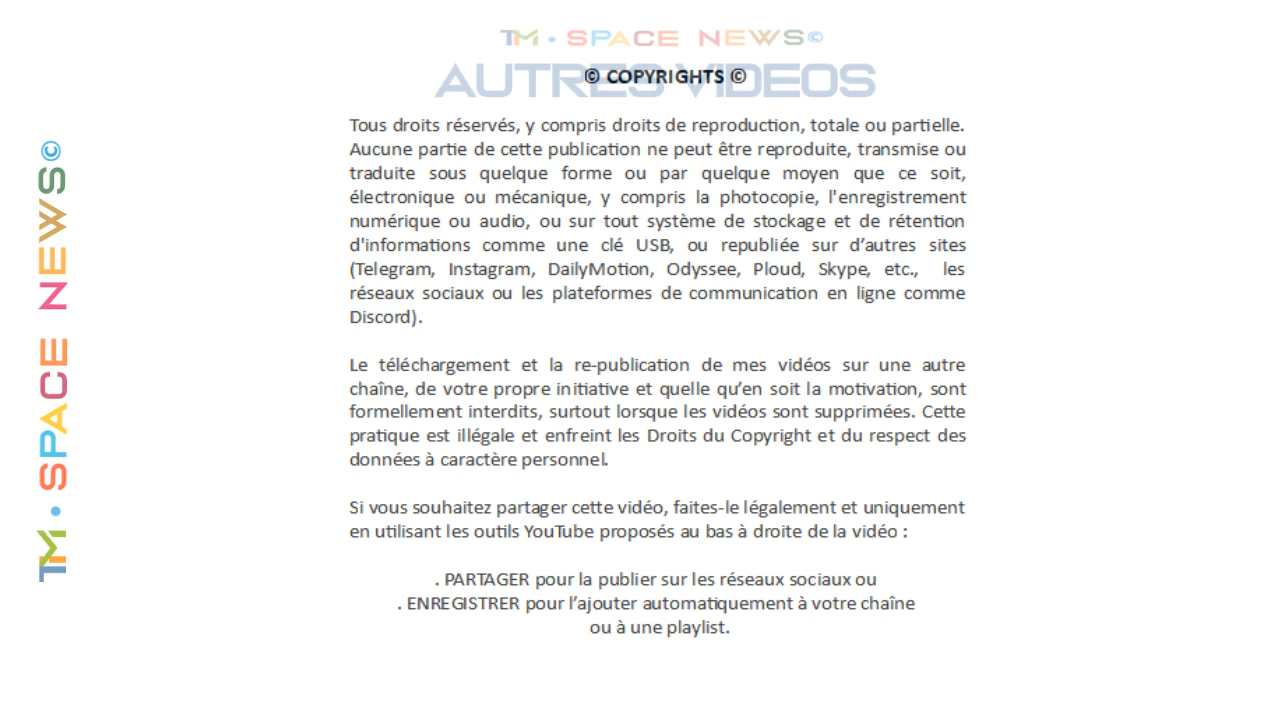 TM • SPACE NEWS©
AUTRES VIDEOS
© COPYRIGHTS ©
Tous droits réservés, y compris droits de reproduction, totale ou partielle.
Aucune partie de cette publication ne peut être reproduite, transmise ou
traduite sous quelque forme ou par quelque moyen que ce soit,
électronique ou mécanique, y compris la photocopie, l'enregistrement
numérique ou audio, ou sur tout système de stockage et de rétention
d'informations comme une clé USB, ou republiée sur d’autres sites
(Telegram, Instagram, DailyMotion, Odyssee, Ploud, Skype, etc., les
réseaux sociaux ou les plateformes de communication en ligne comme
Discord).
Le téléchargement et la re-publication de mes vidéos sur une autre
chaîne, de votre propre initiative et quelle qu’en soit la motivation, sont
formellement interdits, surtout lorsque les vidéos sont supprimées. Cette
pratique est illégale et enfreint les Droits du Copyright et du respect des
données à caractère personnel.
Si vous souhaitez partager cette vidéo, faites-le légalement et uniquement
en utilisant les outils YouTube proposés au bas à droite de la vidéo :
. PARTAGER pour la publier sur les réseaux sociaux ou
. ENREGISTRER pour l’ajouter automatiquement à votre chaîne
ou à une playlist.
TM • SPACE NEWS©